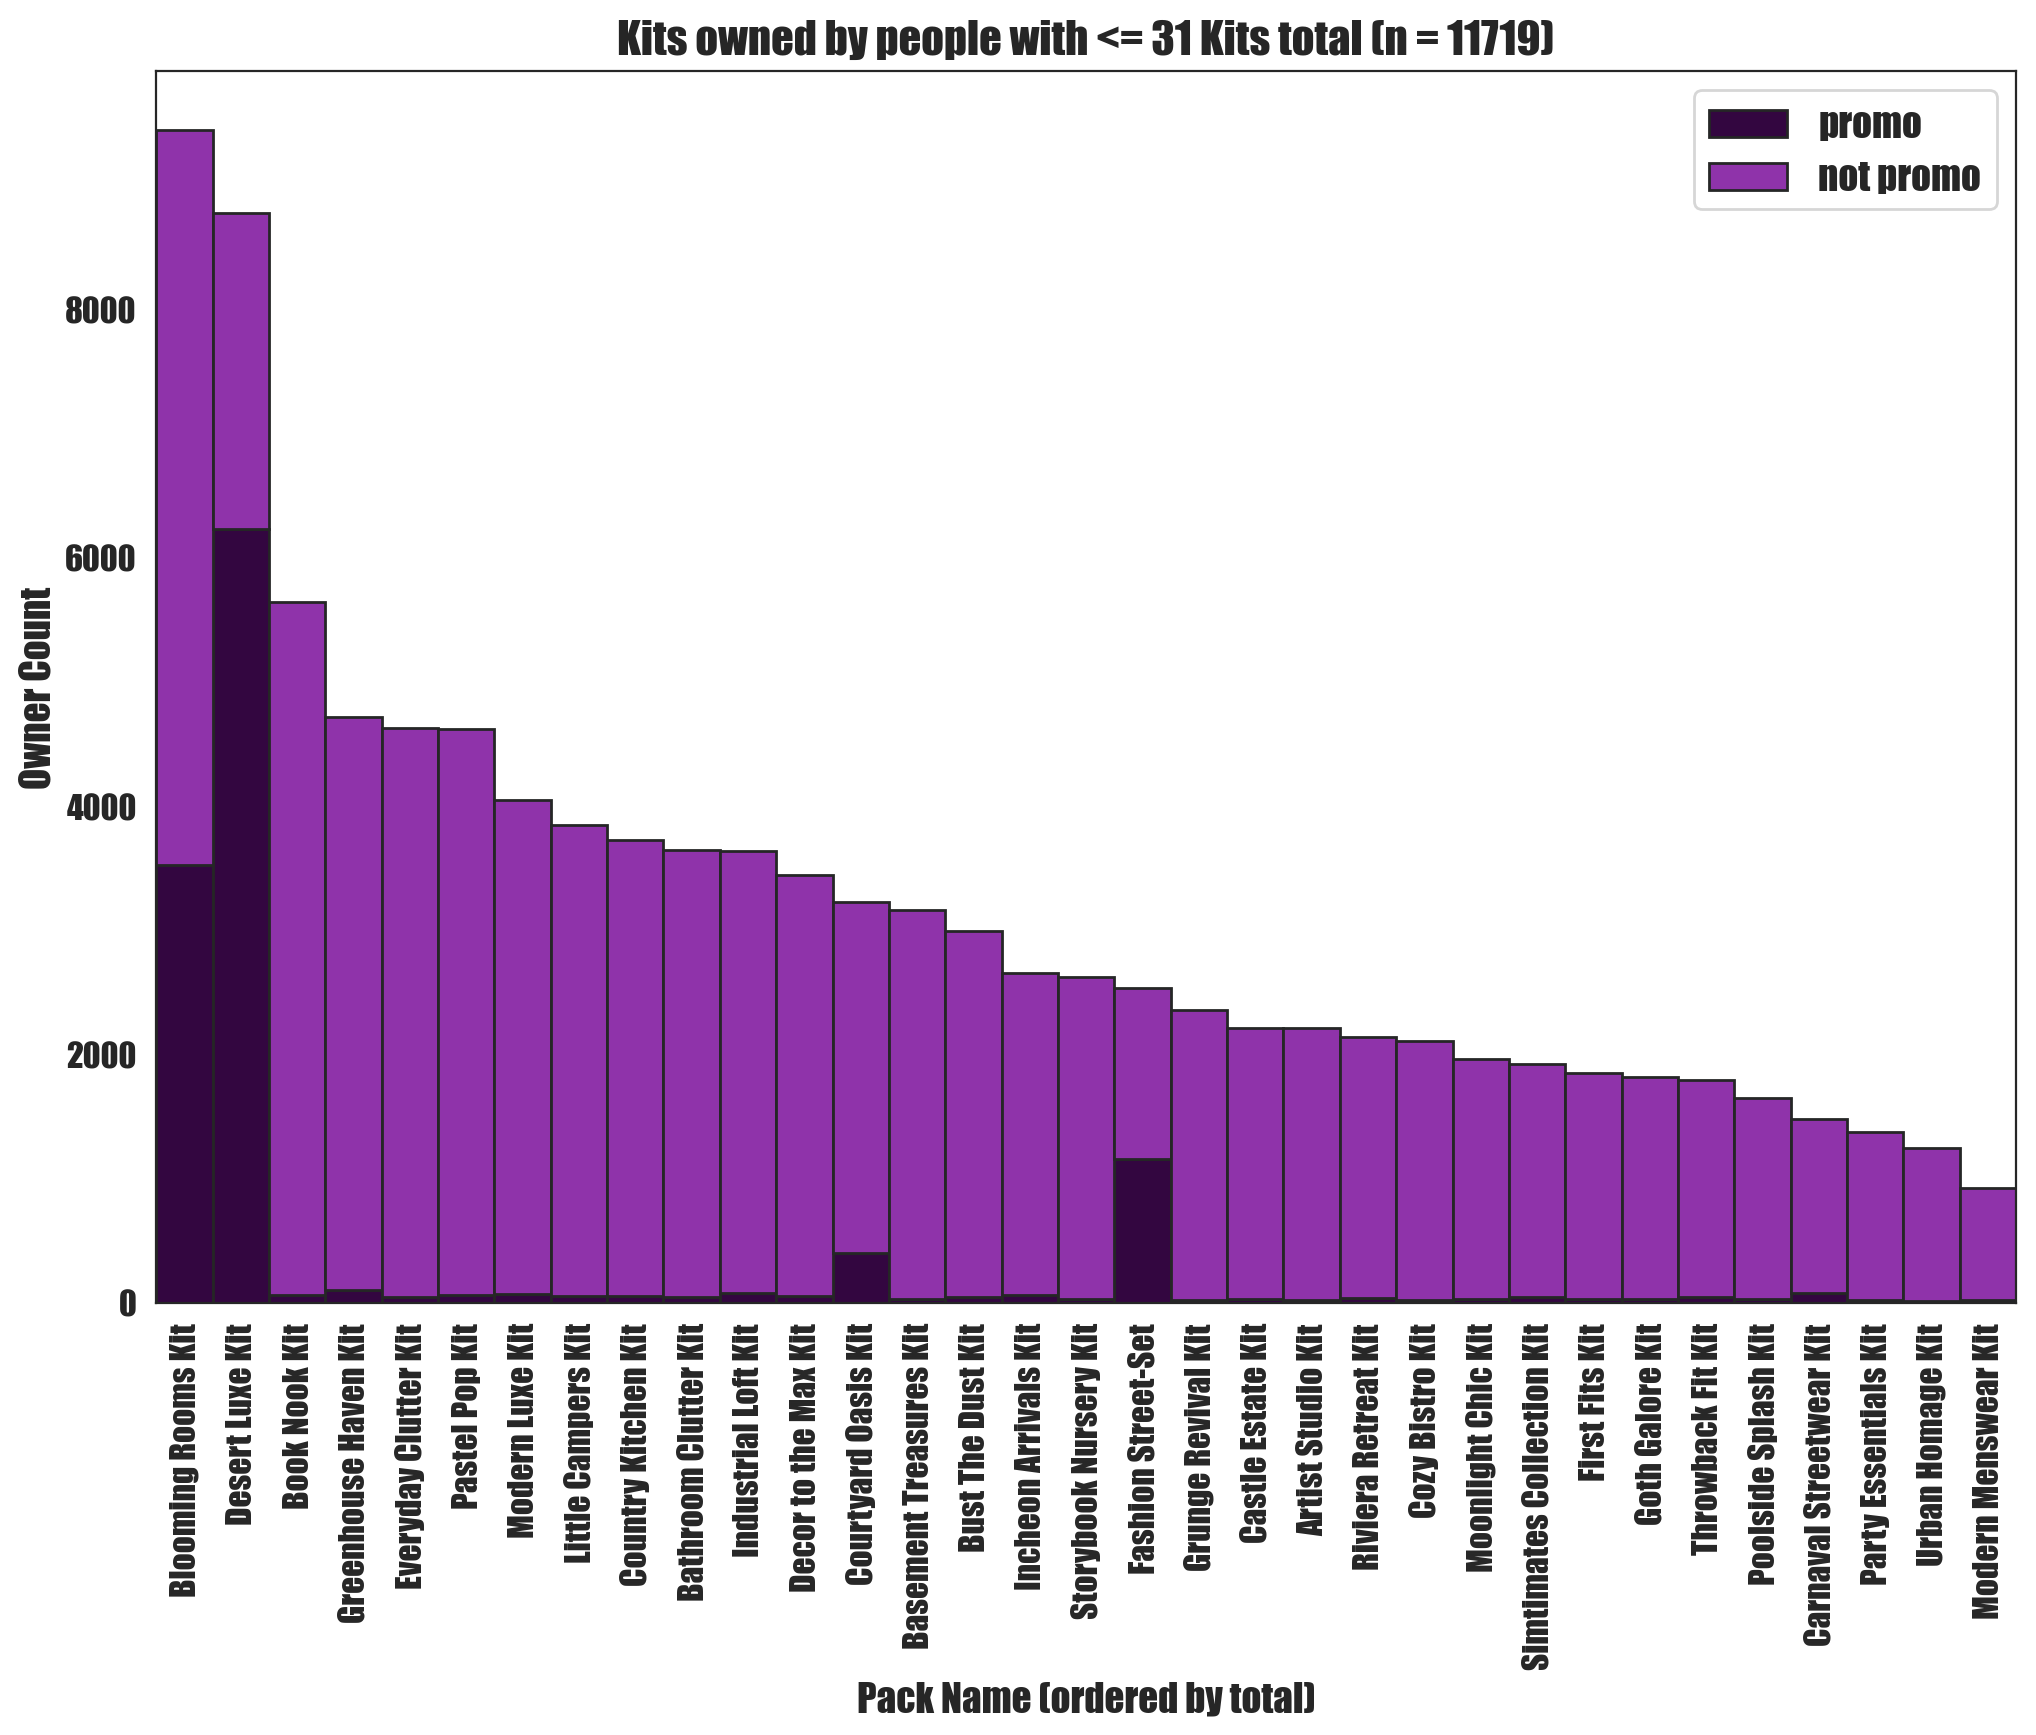 Kits owned by people with <= 31 Kits total (n = 11719)
promo
not promo
Owner Count
8000
6000
4000
2000
0
Blooming Rooms Kit
Desert Luxe Kit
Book Nook Kit
Greenhouse Haven Kit
Everyday Clutter Kit
Pastel Pop Kit
Modern Luxe Kit
Little Campers Kit
Country Kitchen Kit
Bathroom Clutter Kit
Industrial Loft Kit
Decor to the Max Kit
Courtyard Oasis Kit
Basement Treasures Kit
Bust The Dust Kit
Incheon Arrivals Kit
Storybook Nursery Kit
Fashion Street-Set
Grunge Revival Kit
Castle Estate Kit
Artist Studio Kit
Riviera Retreat Kit
Cozy Bistro Kit
Moonlight Chic Kit
Simtimates Collection Kit
First Fits Kit
Goth Galore Kit
Throwback Fit Kit
Poolside Splash Kit
Carnaval Streetwear Kit
Party Essentials Kit
Urban Homage Kit
Modern Menswear Kit
Pack Name (ordered by total)